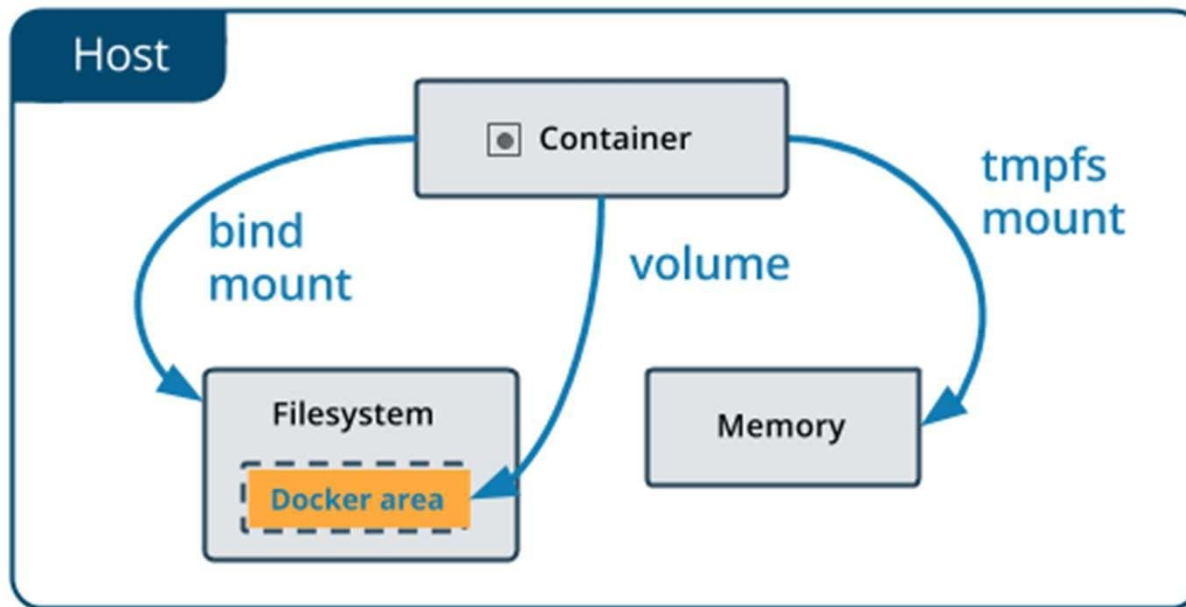 Host
Container
bind
mount
volume
tmpfs
mount
Filesystem
Docker area
Memory